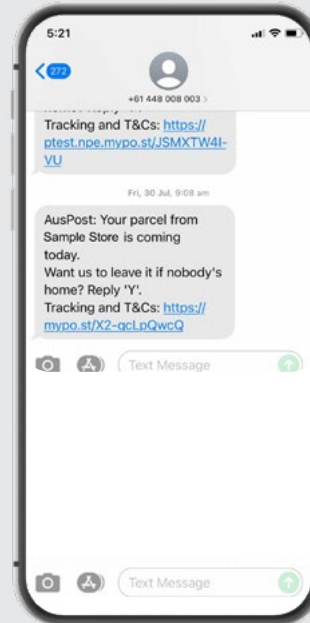 5:21
272
+61 448 008 003 >
Tracking and T&Cs: https://
ptest.npe.mypo.st/JSMXTW4I-
VU
Fri, 30 Jul, 9:08 am
AusPost: Your parcel from
Sample Store is coming
today.
Want us to leave it if nobody's
home? Reply 'Y'.
Tracking and T&Cs: https://
mypo.st/X2-qcLpQwcQ
Text Message
Text Message